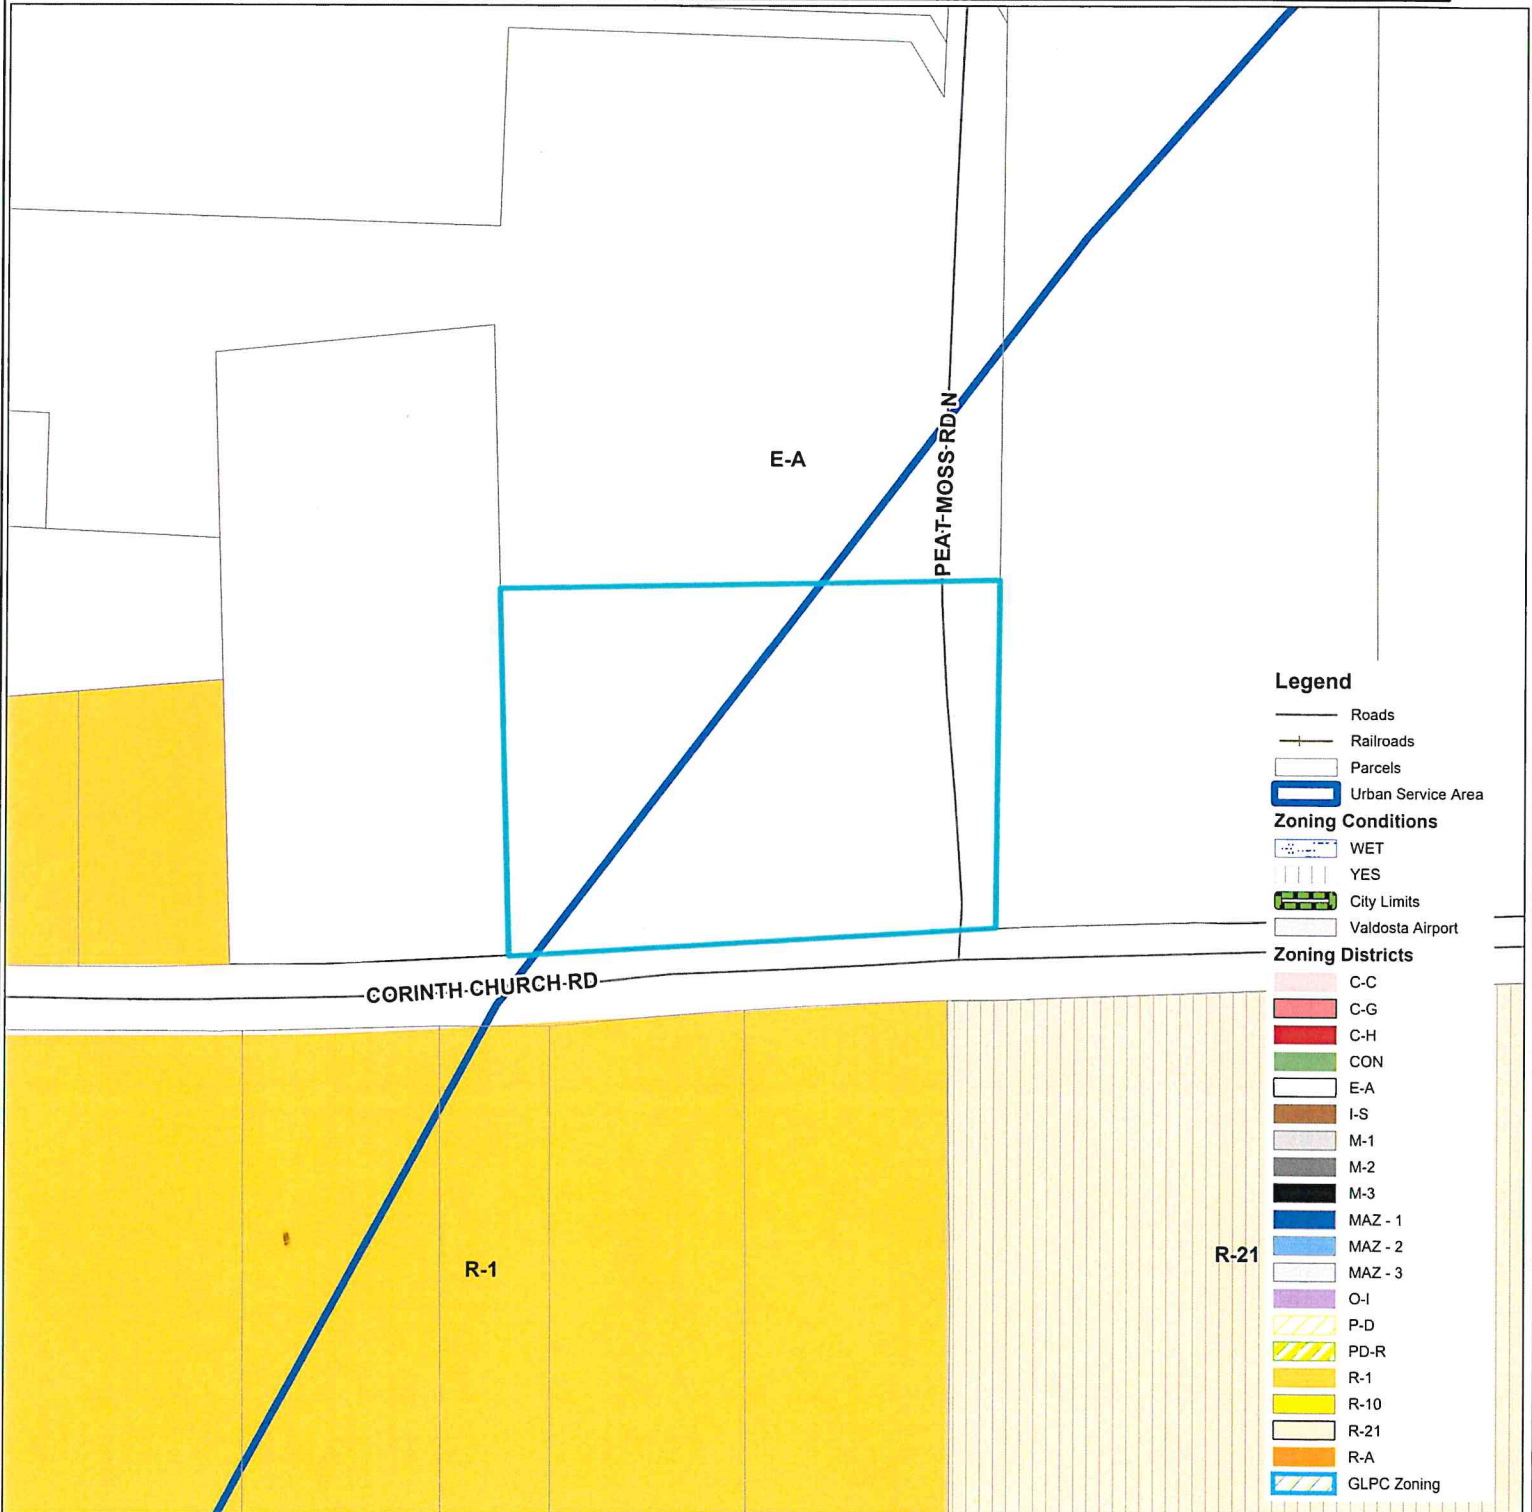 E-A
PEAT-MOSS-RD-N
CORINTH-CHURCH-RD
R-1
R-21
Legend
Roads
Railroads
Parcels
Urban Service Area
Zoning Conditions
WET
YES
City Limits
Valdosta Airport
Zoning Districts
C-C
C-G
C-H
CON
E-A
I-S
M-1
M-2
M-3
MAZ - 1
MAZ - 2
MAZ - 3
O-I
P-D
PD-R
R-1
R-10
R-21
R-A
GLPC Zoning